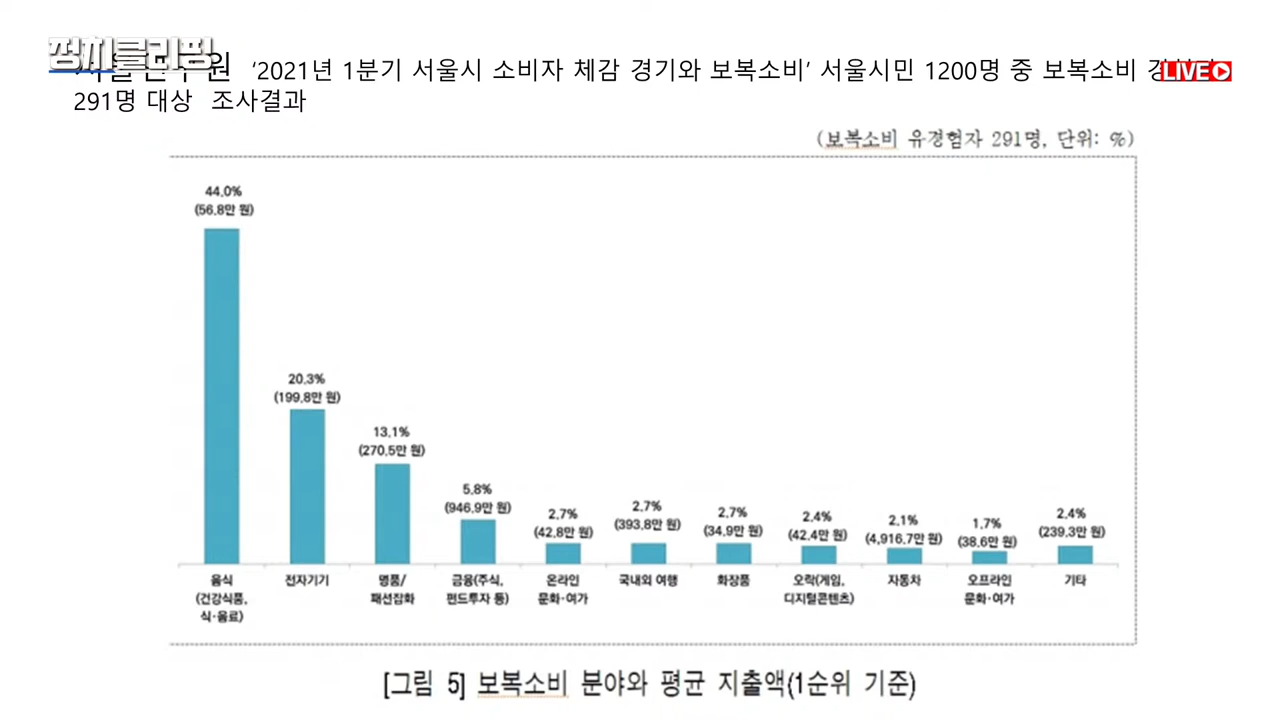 정치클리핑
LIVE
'2021년 1분기 서울시 소비자 체감 경기와 보복소비' 서울시민 1200명 중 보복소비
291명 대상 조사결과
(보복소비 유경험자 291명, 단위: %)
44.0%
(56.8만 원)
20.3%
(199.8만 원)
13.1%
(270.5만 원)
5.8%
(946.9만 원)
2.7%
(42.8만 원)
2.7%
(393.8만 원)
2.7%
(34.9만 원)
2.4%
(42.4만 원)
2.1%
(4,916.7만 원)
1.7%
(38.6만 원)
2.4%
(239.3만 원)
음식
(건강식품,
식·음료)
전자기기
명품/
패션잡화
금융(주식,
펀드투자 등)
온라인
문화·여가
국내외 여행
화장품
오락(게임,
디지털콘텐츠)
자동차
오프라인
문화·여가
기타
[그림 5] 보복소비 분야와 평균 지출액(1순위 기준)